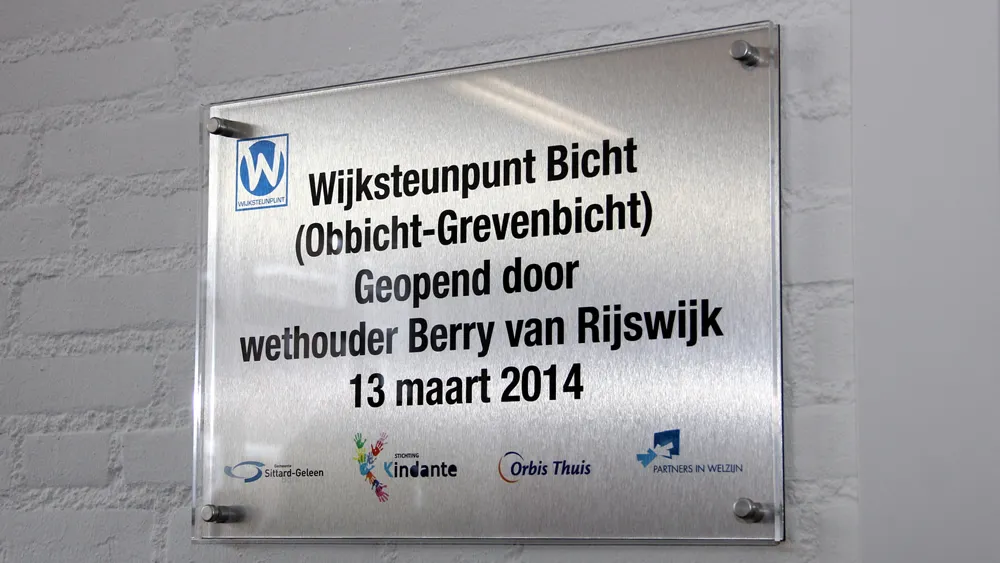 W
WIJKSTEUNPUNT
Wijksteunpunt Bicht
(Obbicht-Grevenbicht)
Geopend door
wethouder Berry van Rijswijk
13 maart 2014
Gemeente
Sittard-Geleen
STICHTING
Kindante
Orbis Thuis
PARTNERS IN WELZIJN